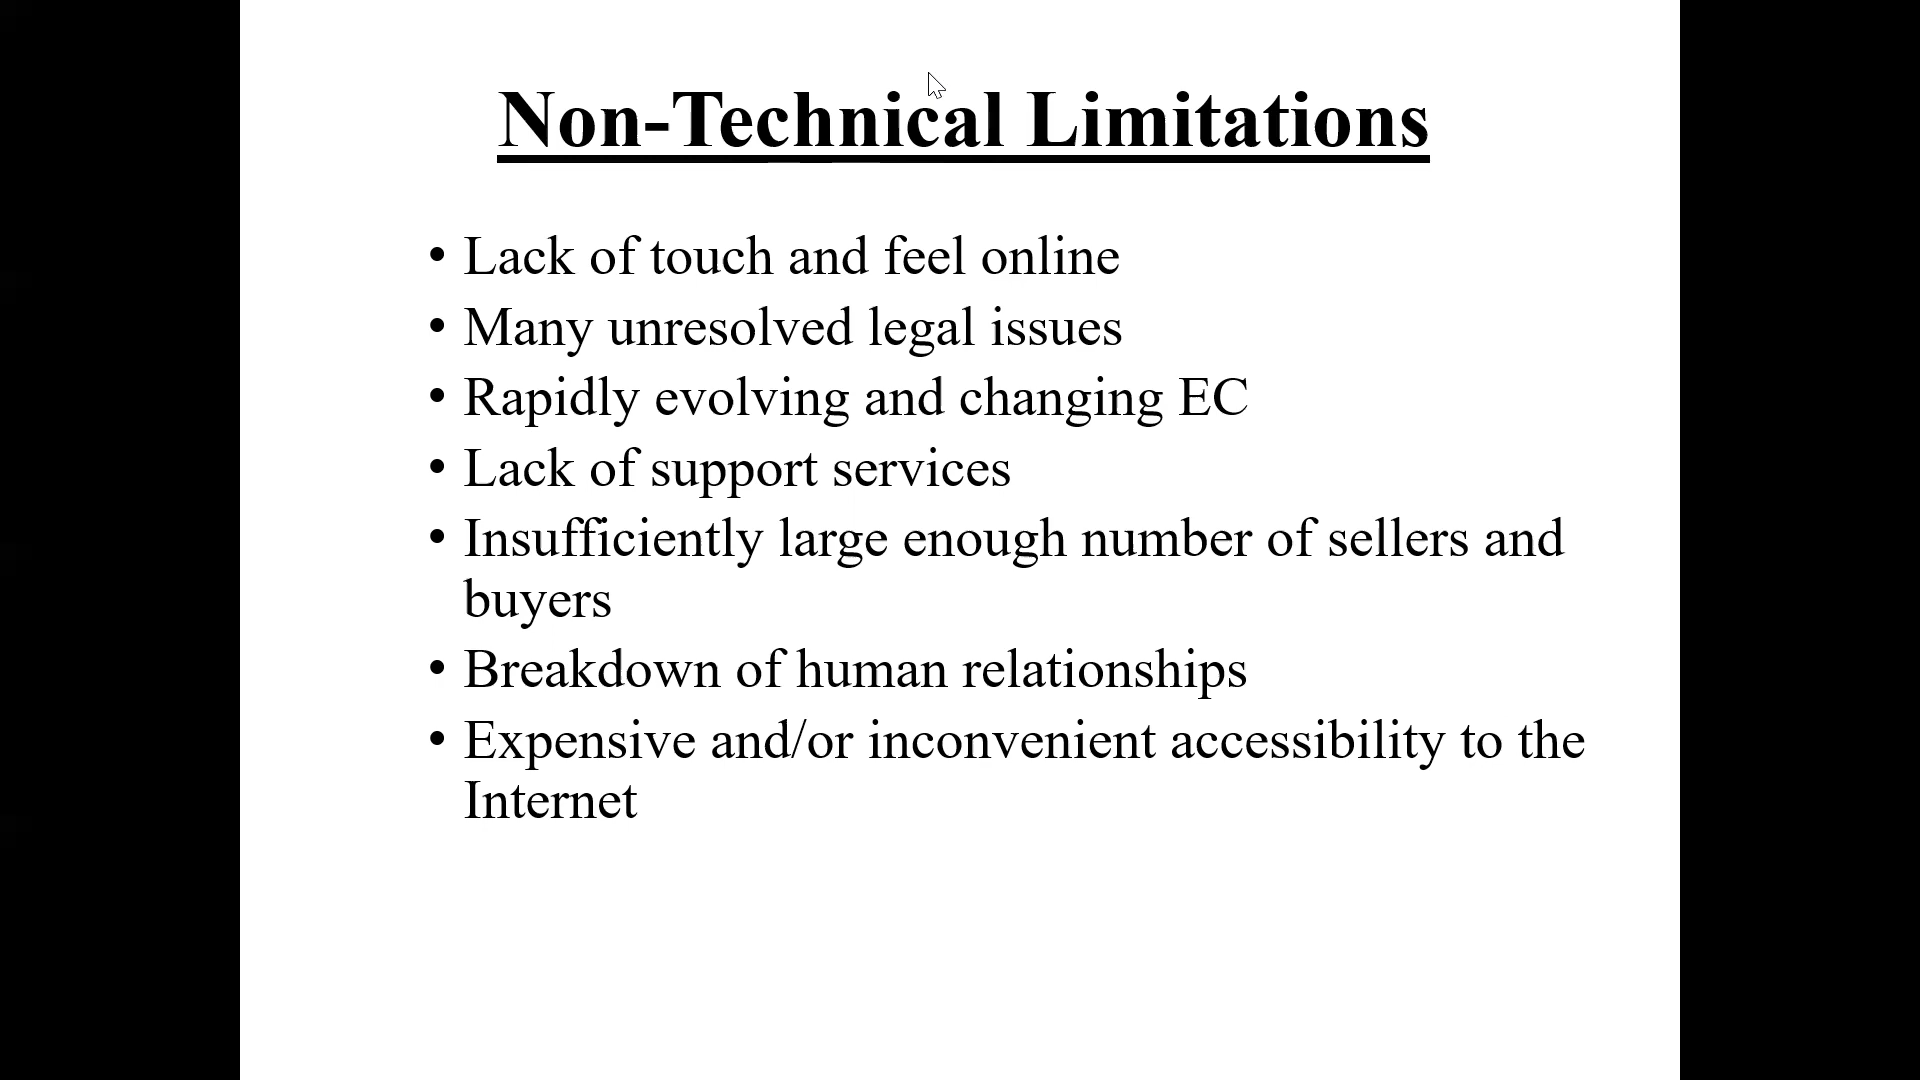 Non-Technical Limitations
• Lack of touch and feel online
• Many unresolved legal issues
• Rapidly evolving and changing EC
• Lack of support services
• Insufficiently large enough number of sellers and
buyers
• Breakdown of human relationships
• Expensive and/or inconvenient accessibility to the
Internet